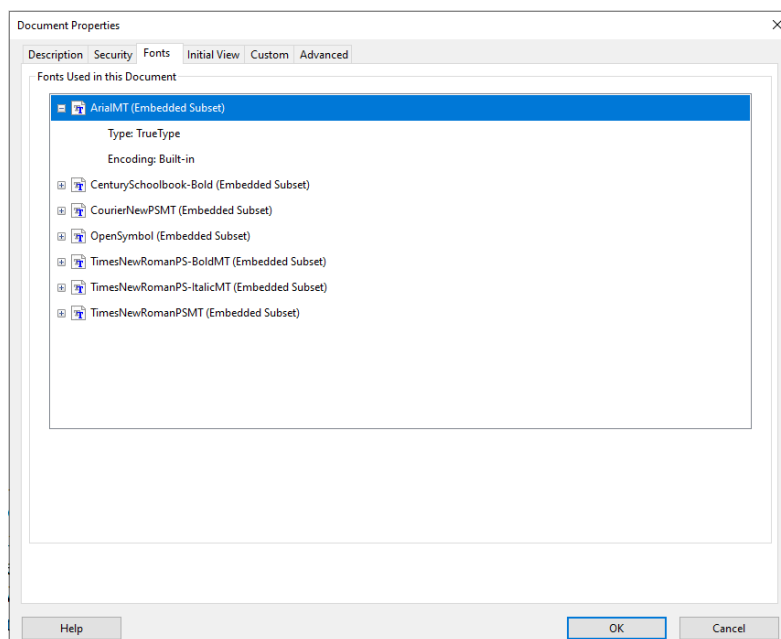 Document Properties
Description Security Fonts Initial View Custom Advanced
Fonts Used in this Document
ArialMT (Embedded Subset)
Type: TrueType
Encoding: Built-in
CenturySchoolbook-Bold (Embedded Subset)
CourierNewPSMT (Embedded Subset)
OpenSymbol (Embedded Subset)
TimesNewRomanPS-BoldMT (Embedded Subset)
TimesNewRomanPS-ItalicMT (Embedded Subset)
TimesNewRomanPSMT (Embedded Subset)
Help OK Cancel